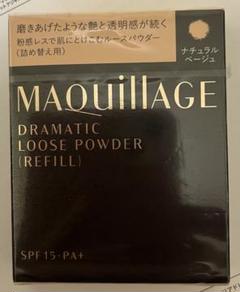 磨きあげたような艶と透明感が続く
粉感レスで肌にとけこむルースパウダー
(詰め替え用)
ナチュラル
ベージュ
MAQuillAGE
DRAMATIC
LOOSE POWDER
(REFILL)
SPF 15・PA+